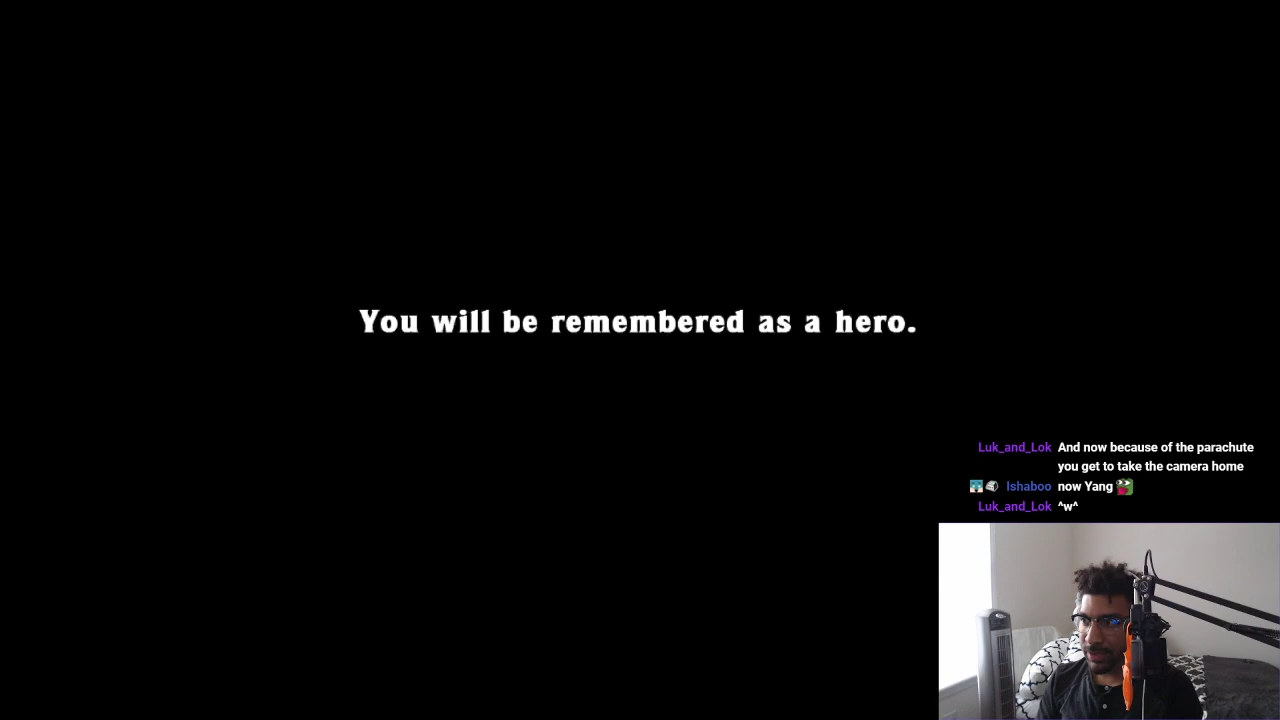 You will be remembered as a hero.
Luk_and_Lok And now because of the parachute
you get to take the camera home
Ishaboo now Yang
Luk_and_Lok ^w^